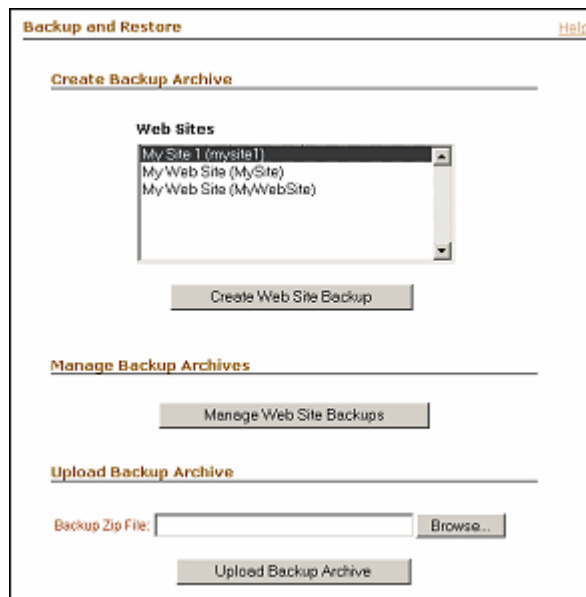 Backup and Restore Help
Create Backup Archive
Web Sites
My Site 1 (mysite1)
My Web Site (MySite)
My Web Site (MyWebSite)
Create Web Site Backup
Manage Backup Archives
Manage Web Site Backups
Upload Backup Archive
Backup Zip File: Browse...
Upload Backup Archive